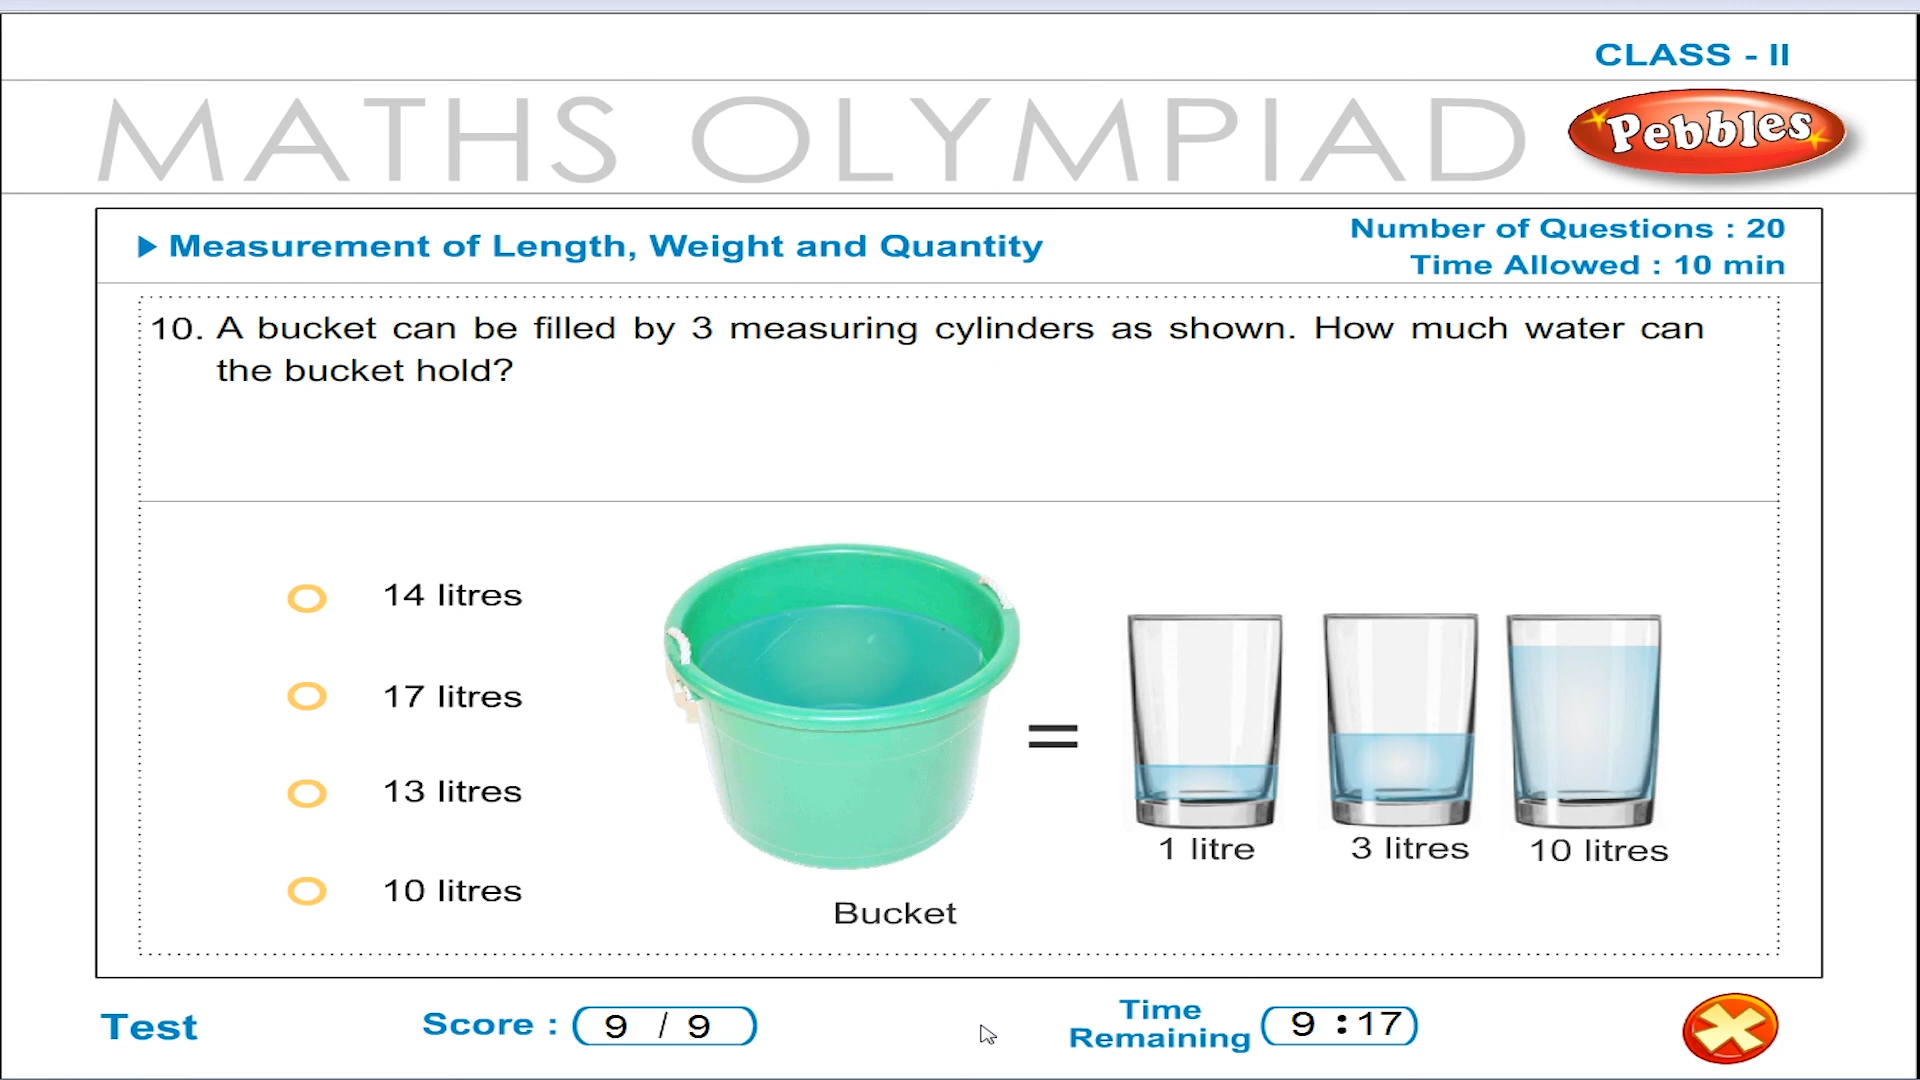 CLASS - II
MATHS OLYMPIAD
Pebbles
Measurement of Length, Weight and Quantity
Number of Questions : 20
Time Allowed : 10 min
10. A bucket can be filled by 3 measuring cylinders as shown. How much water can
the bucket hold?
14 litres
17 litres
13 litres
10 litres
Bucket
=
1 litre
3 litres
10 litres
Test
Score : 9 / 9
Time
Remaining
9 : 17